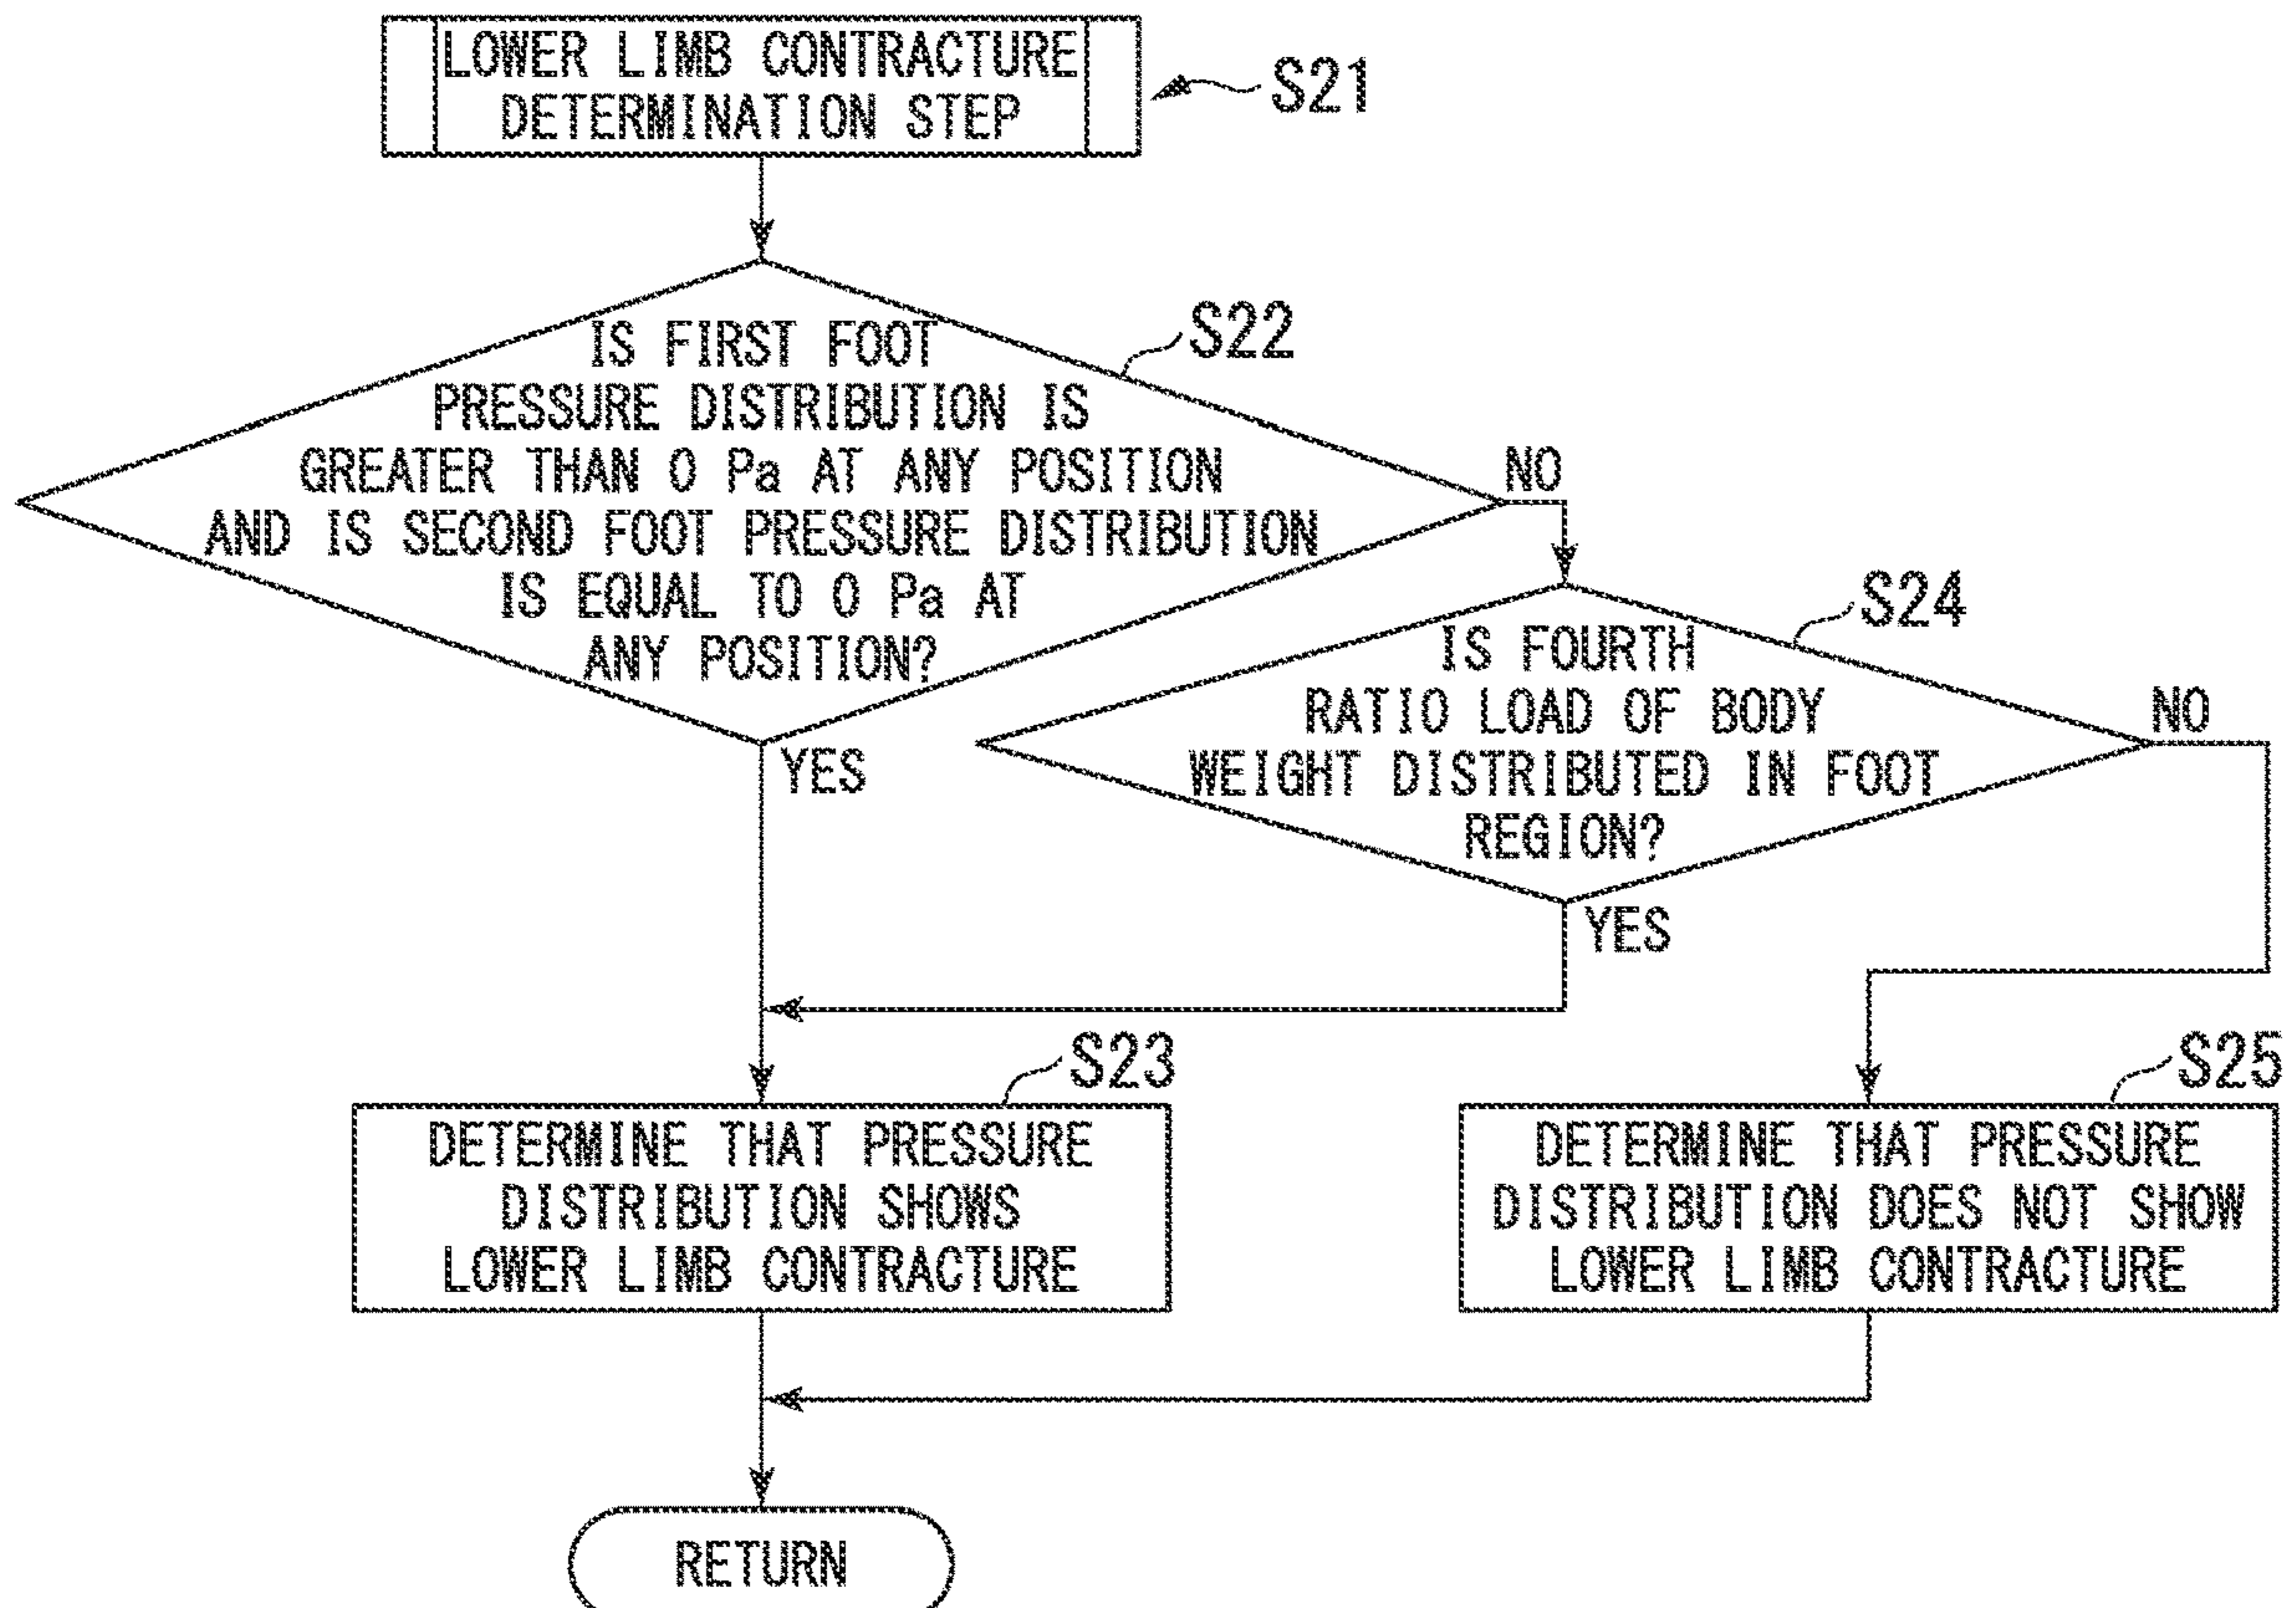 LOWER LIMB CONTRACTURE
DETERMINATION STEP
S21
IS FIRST FOOT
PRESSURE DISTRIBUTION IS
GREATER THAN 0 Pa AT ANY POSITION
AND IS SECOND FOOT PRESSURE DISTRIBUTION
IS EQUAL TO 0 Pa AT
ANY POSITION?
S22
NO
YES
IS FOURTH
RATIO LOAD OF BODY
WEIGHT DISTRIBUTED IN FOOT
REGION?
S24
NO
YES
S23
DETERMINE THAT PRESSURE
DISTRIBUTION SHOWS
LOWER LIMB CONTRACTURE
S25
DETERMINE THAT PRESSURE
DISTRIBUTION DOES NOT SHOW
LOWER LIMB CONTRACTURE
RETURN